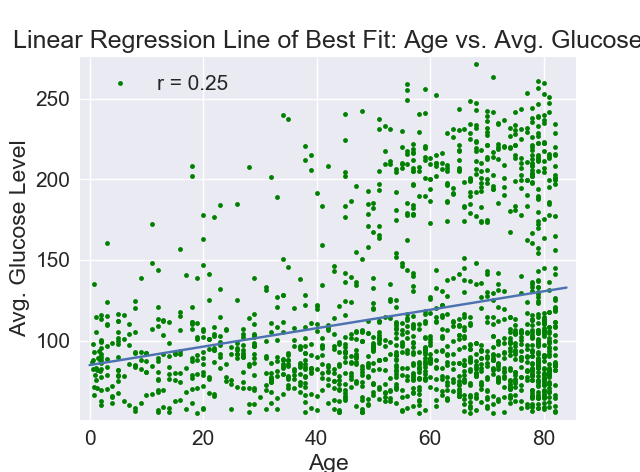 Linear Regression Line of Best Fit: Age vs. Avg. Glucose
r = 0.25
250
200
150
100
Avg. Glucose Level
0 20 40 60 80
Age